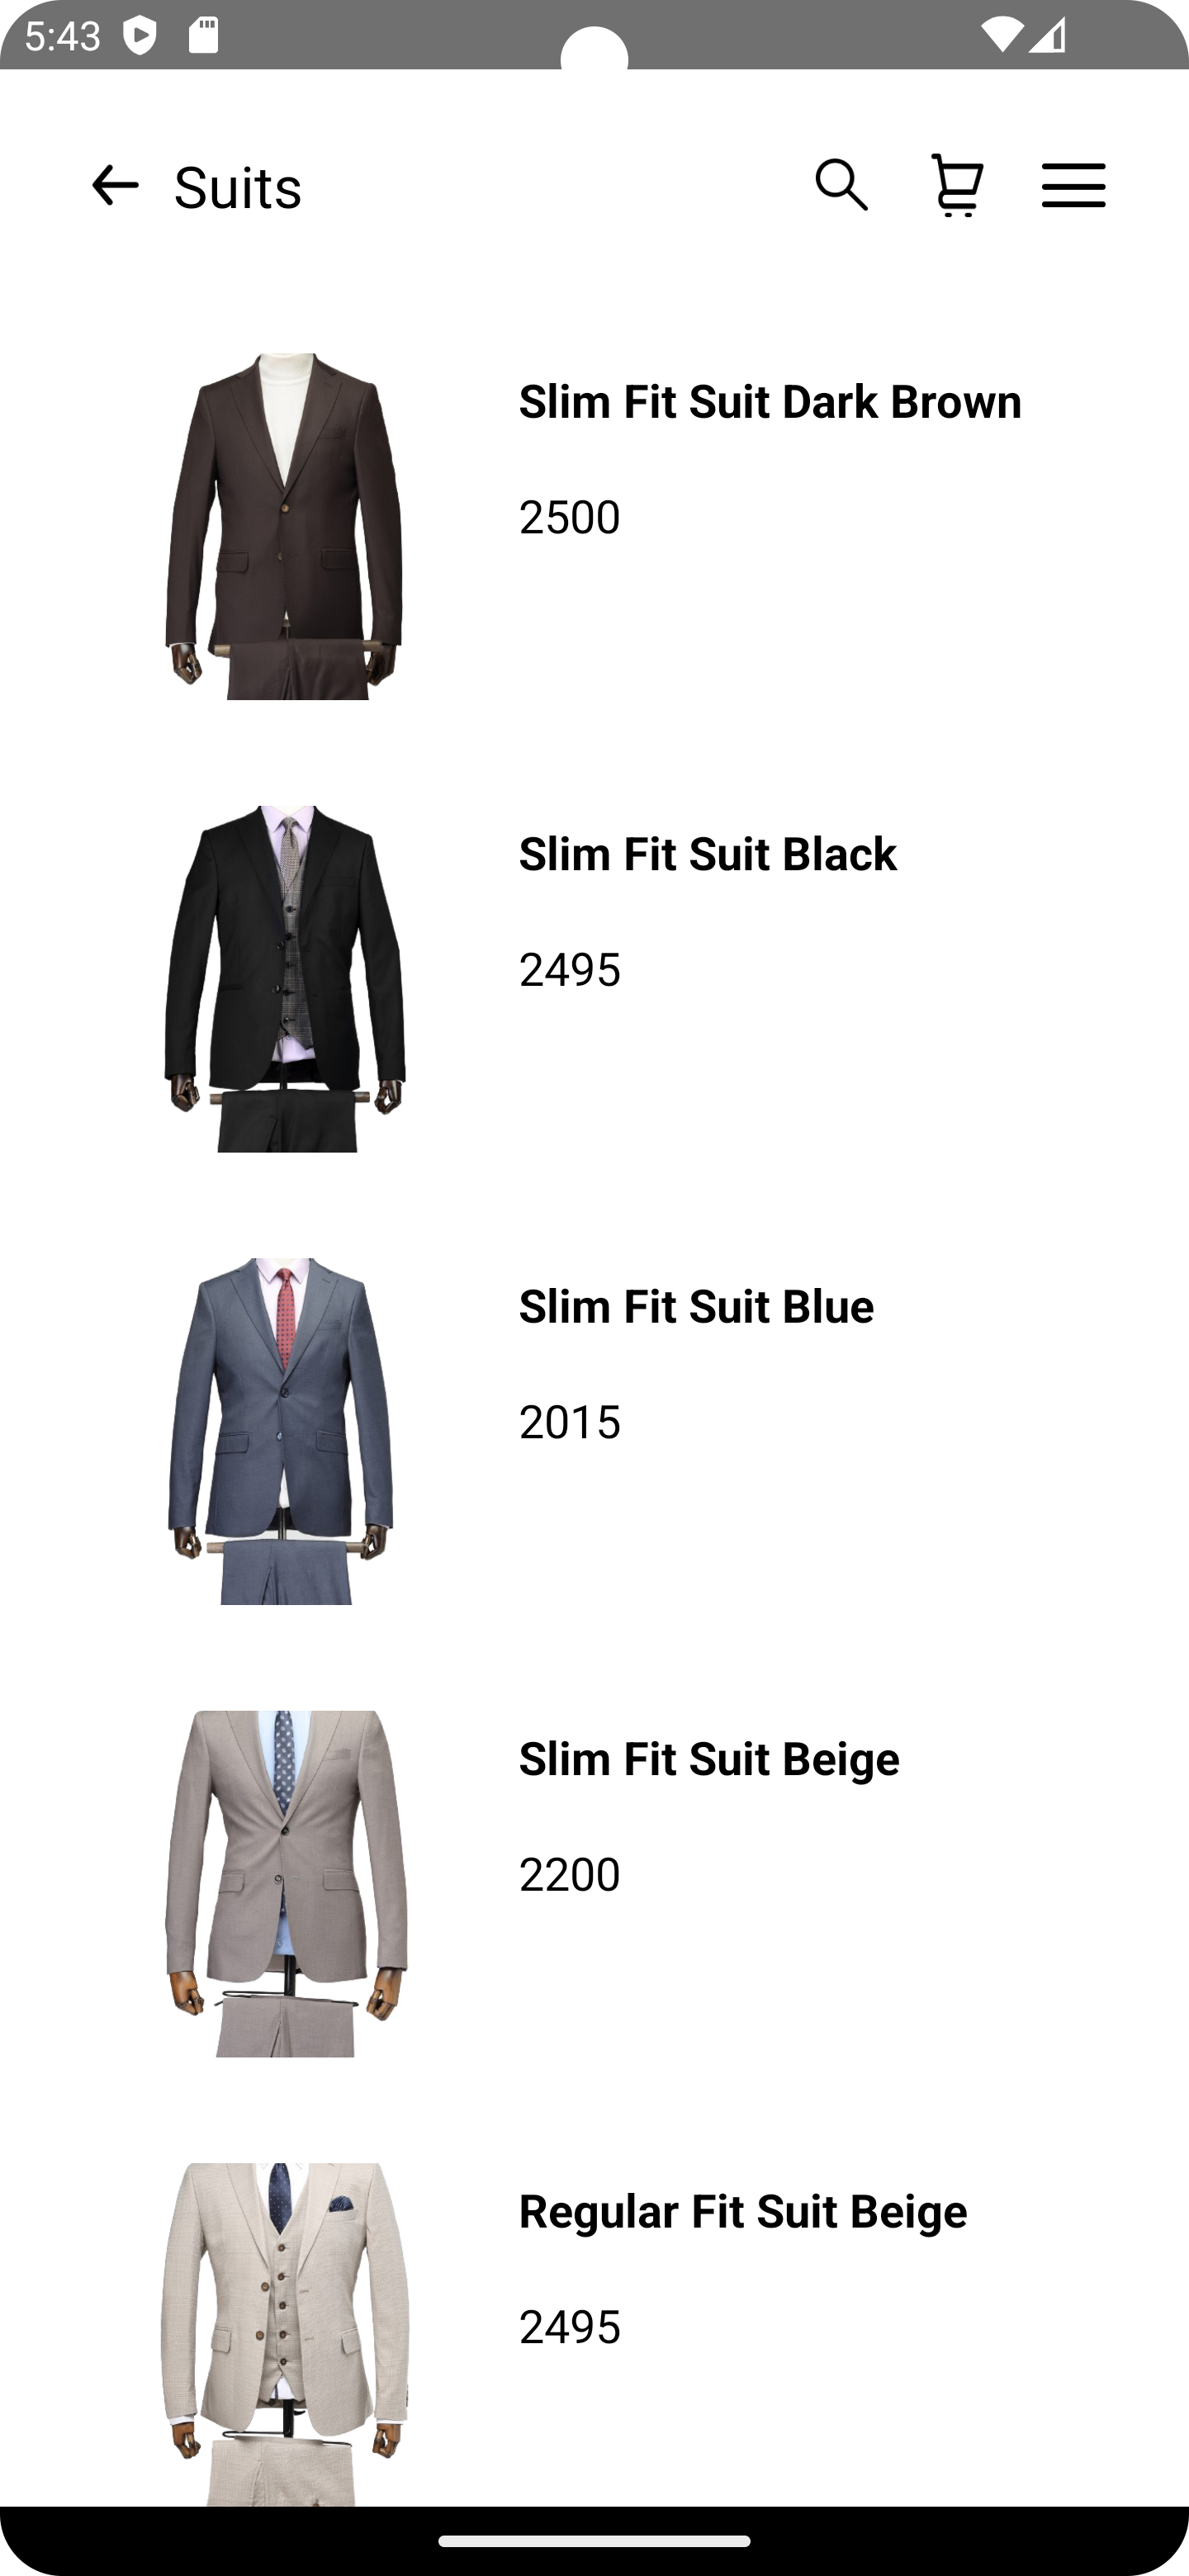 5:43
Suits
Slim Fit Suit Dark Brown
2500
Slim Fit Suit Black
2495
Slim Fit Suit Blue
2015
Slim Fit Suit Beige
2200
Regular Fit Suit Beige
2495